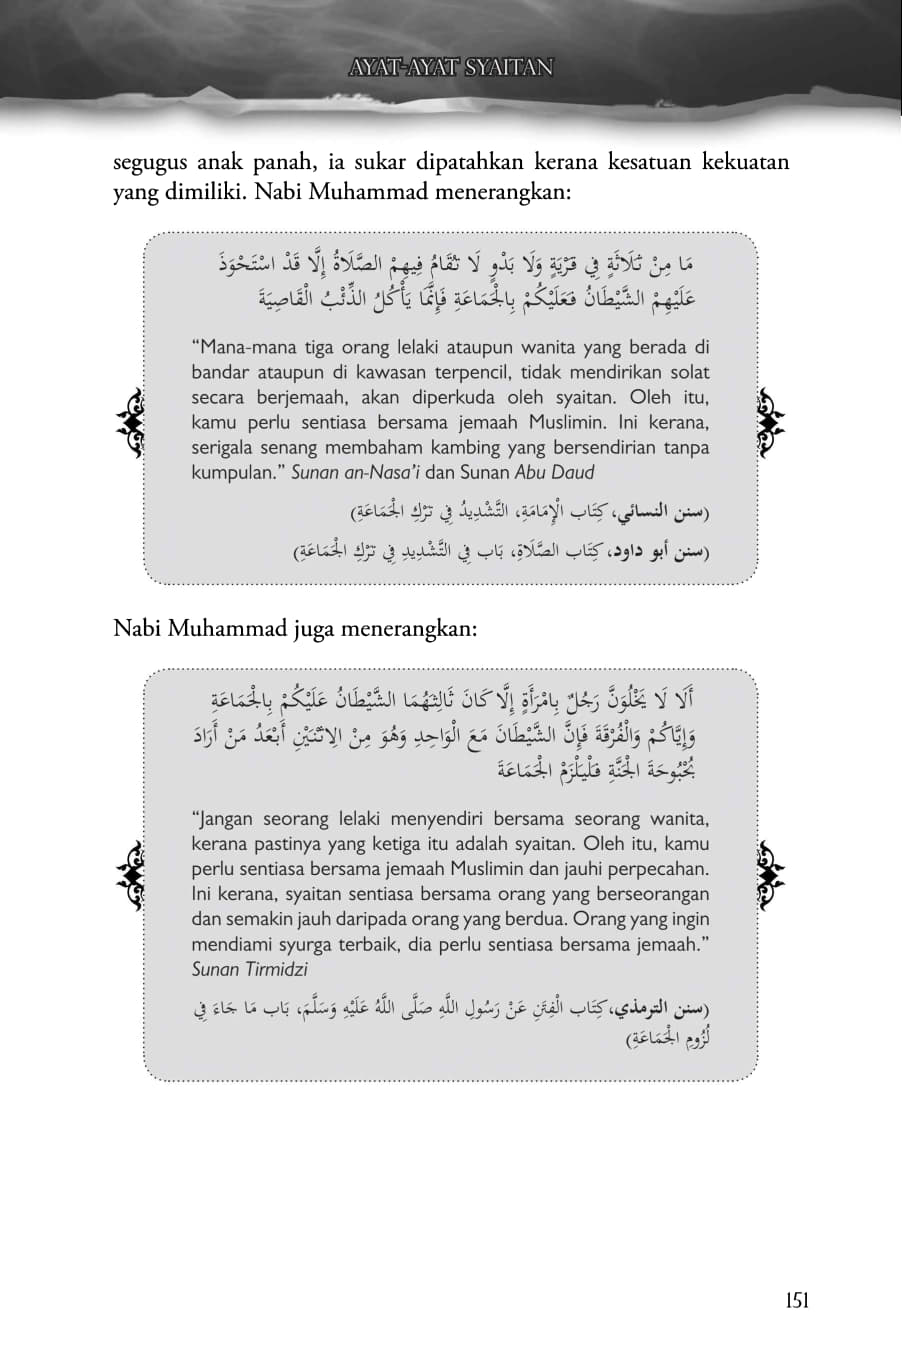 AYAT-AYAT SYAITAN
segugus anak panah, ia sukar dipatahkan kerana kesatuan kekuatan
yang dimiliki. Nabi Muhammad menerangkan:
مَا مِنْ ثَلَاثَةٍ فِي قَرْيَةٍ وَلَا بَدْوٍ لَا تُقَامُ فِيهِمْ الصَّلَاةُ إِلَّا قَدْ اسْتَحْوَذَ
عَلَيْهِمْ الشَّيْطَانُ فَعَلَيْكُمْ بِالْجَمَاعَةِ فَإِنَّمَا يَأْكُلُ الذِّئْبُ الْقَاصِيَةَ
“Mana-mana tiga orang lelaki ataupun wanita yang berada di
bandar ataupun di kawasan terpencil, tidak mendirikan solat
secara berjemaah, akan diperkuda oleh syaitan. Oleh itu,
kamu perlu sentiasa bersama jemaah Muslimin. Ini kerana,
serigala senang membaham kambing yang bersendirian tanpa
kumpulan.” Sunan an-Nasa’i dan Sunan Abu Daud
(سنن النسائي، كِتَاب الْإِمَامَةِ، التَّشْدِيدُ فِي تَرْكِ الْجَمَاعَةِ)
(سنن أبو داود، كِتَاب الصَّلَاةِ، بَاب فِي التَّشْدِيدِ فِي تَرْكِ الْجَمَاعَةِ)
Nabi Muhammad juga menerangkan:
أَلَا لَا يَخْلُوَنَّ رَجُلٌ بِامْرَأَةٍ إِلَّا كَانَ ثَالِثَهُمَا الشَّيْطَانُ عَلَيْكُمْ بِالْجَمَاعَةِ
وَإِيَّاكُمْ وَالْفُرْقَةَ فَإِنَّ الشَّيْطَانَ مَعَ الْوَاحِدِ وَهُوَ مِنْ الِاثْنَيْنِ أَبْعَدُ مَنْ أَرَادَ
بُحْبُوحَةَ الْجَنَّةِ فَلْيَلْزَمْ الْجَمَاعَةَ
“Jangan seorang lelaki menyendiri bersama seorang wanita,
kerana pastinya yang ketiga itu adalah syaitan. Oleh itu, kamu
perlu sentiasa bersama jemaah Muslimin dan jauhi perpecahan.
Ini kerana, syaitan sentiasa bersama orang yang berseorangan
dan semakin jauh daripada orang yang berdua. Orang yang ingin
mendiami syurga terbaik, dia perlu sentiasa bersama jemaah.”
Sunan Tirmidzi
(سنن الترمذي، كِتَاب الْفِتَنِ عَنْ رَسُولِ اللَّهِ صَلَّى اللَّهُ عَلَيْهِ وَسَلَّمَ، بَاب مَا جَاءَ فِي
لُزُومِ الْجَمَاعَةِ)
151